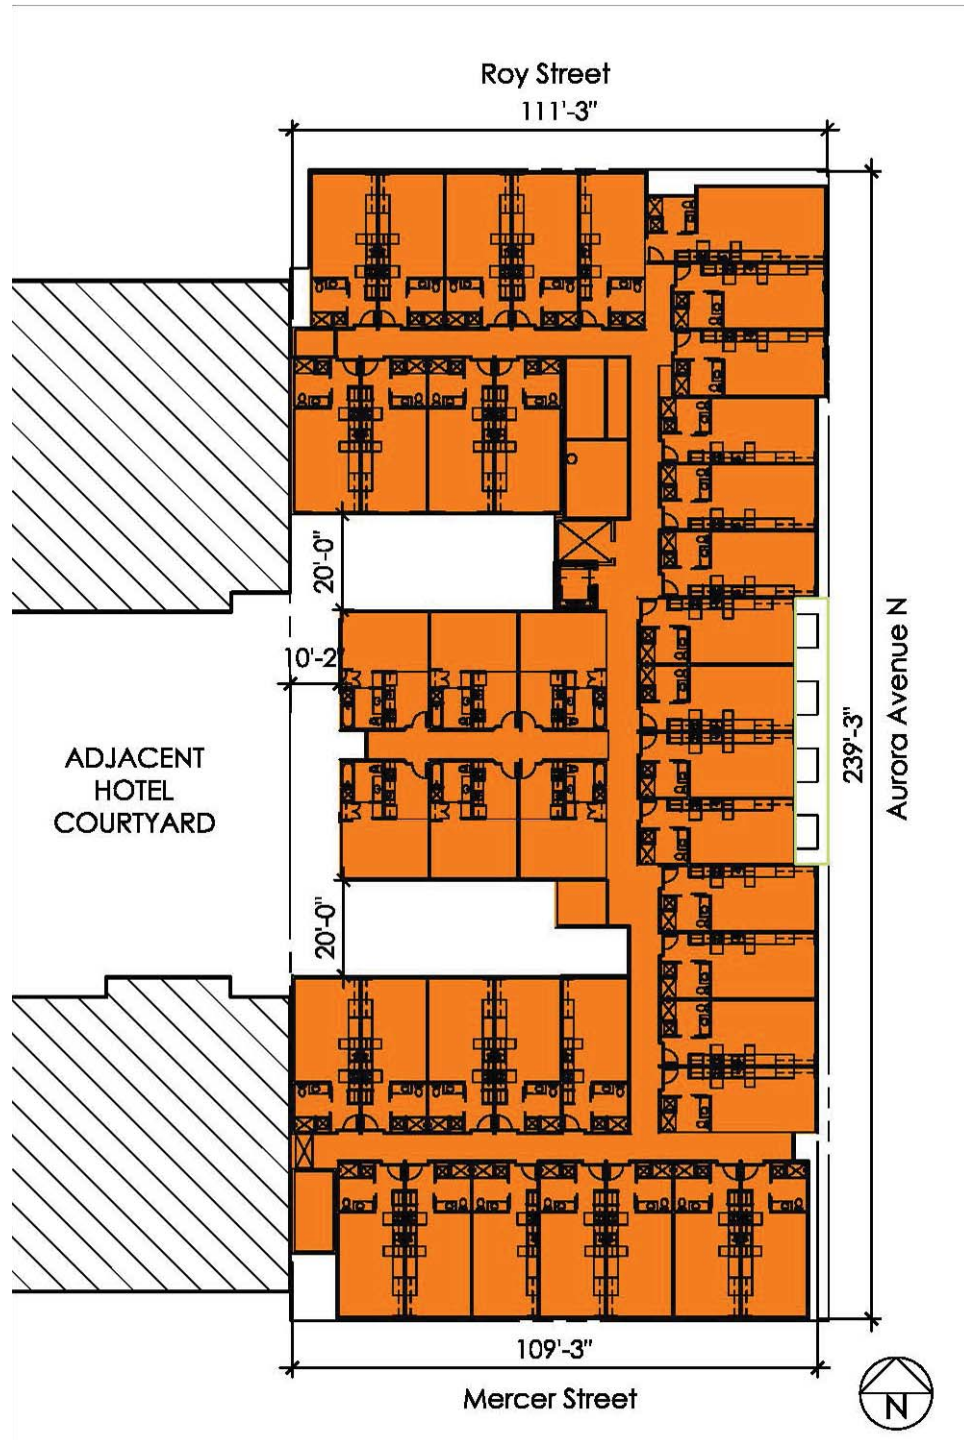 Roy Street
111'-3"
20'-0"
10'-2"
ADJACENT
HOTEL
COURTYARD
239'-3"
Aurora Avenue N
20'-0"
109'-3"
Mercer Street
N